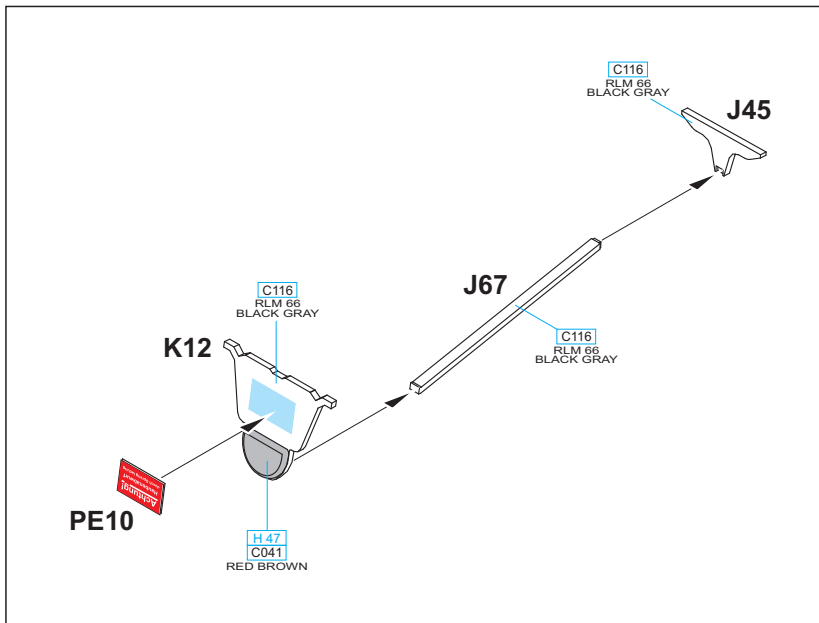 C116
RLM 66
BLACK GRAY
J45
J67
C116
RLM 66
BLACK GRAY
C116
RLM 66
BLACK GRAY
K12
Achtung!
PE10
H 47
C041
RED BROWN